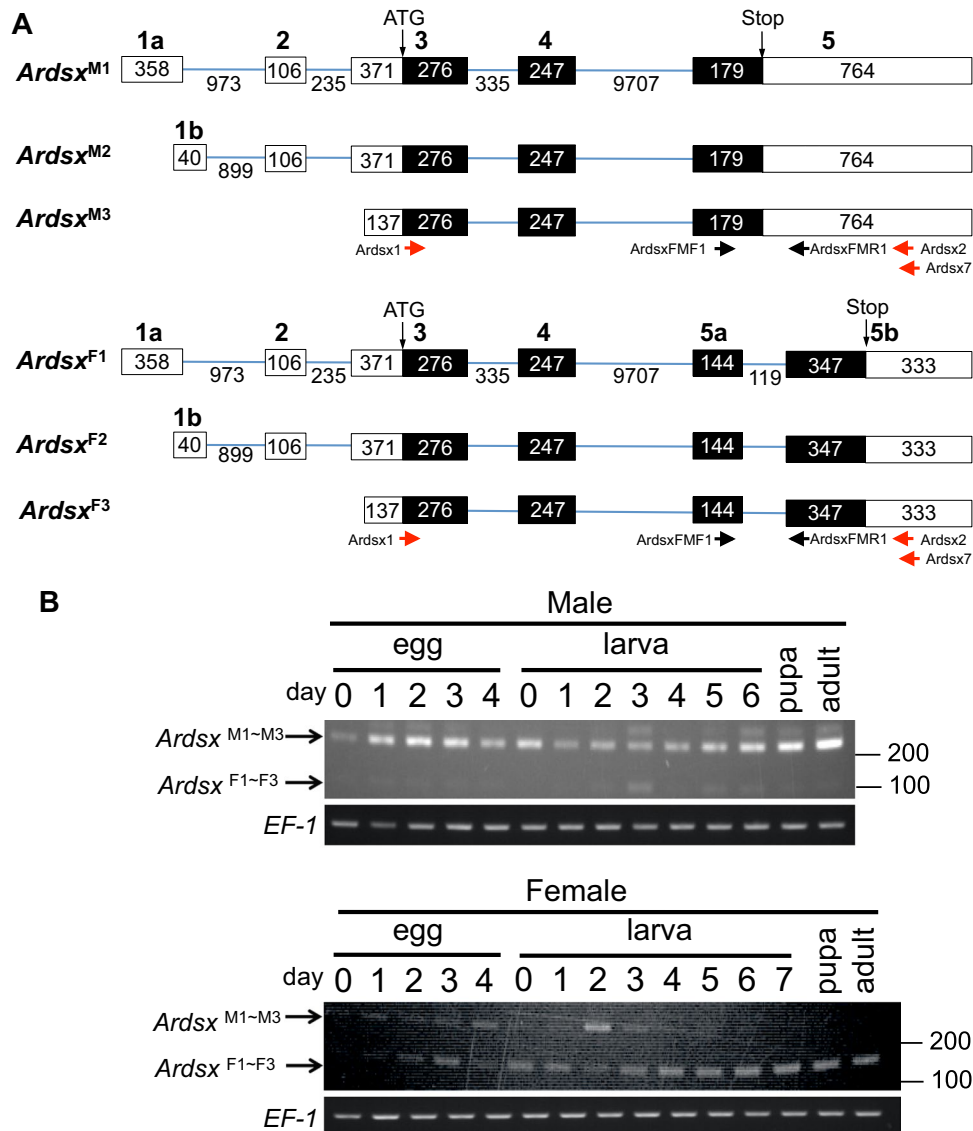 A
ATG
Stop
1a 2 3 4 5
Ardsx M1 358 106 371 276 247 179 764
973 235 335 9707
1b
Ardsx M2 40 106 371 276 247 179 764
899
Ardsx M3 137 276 247 179 764
Ardsx1 ArdsxFMF1 ArdsxFMR1 Ardsx2
Ardsx7
ATG
Stop
1a 2 3 4 5a 5b
Ardsx F1 358 106 371 276 247 144 347 333
973 235 335 9707 119
1b
Ardsx F2 40 106 371 276 247 144 347 333
899
Ardsx F3 137 276 247 144 347 333
Ardsx1 ArdsxFMF1 ArdsxFMR1 Ardsx2
Ardsx7
B
Male
egg larva pupa adult
day 0 1 2 3 4 0 1 2 3 4 5 6
Ardsx M1~M3
200
Ardsx F1~F3
100
EF-1
Female
egg larva pupa adult
day 0 1 2 3 4 0 1 2 3 4 5 6 7
Ardsx M1~M3
200
Ardsx F1~F3
100
EF-1